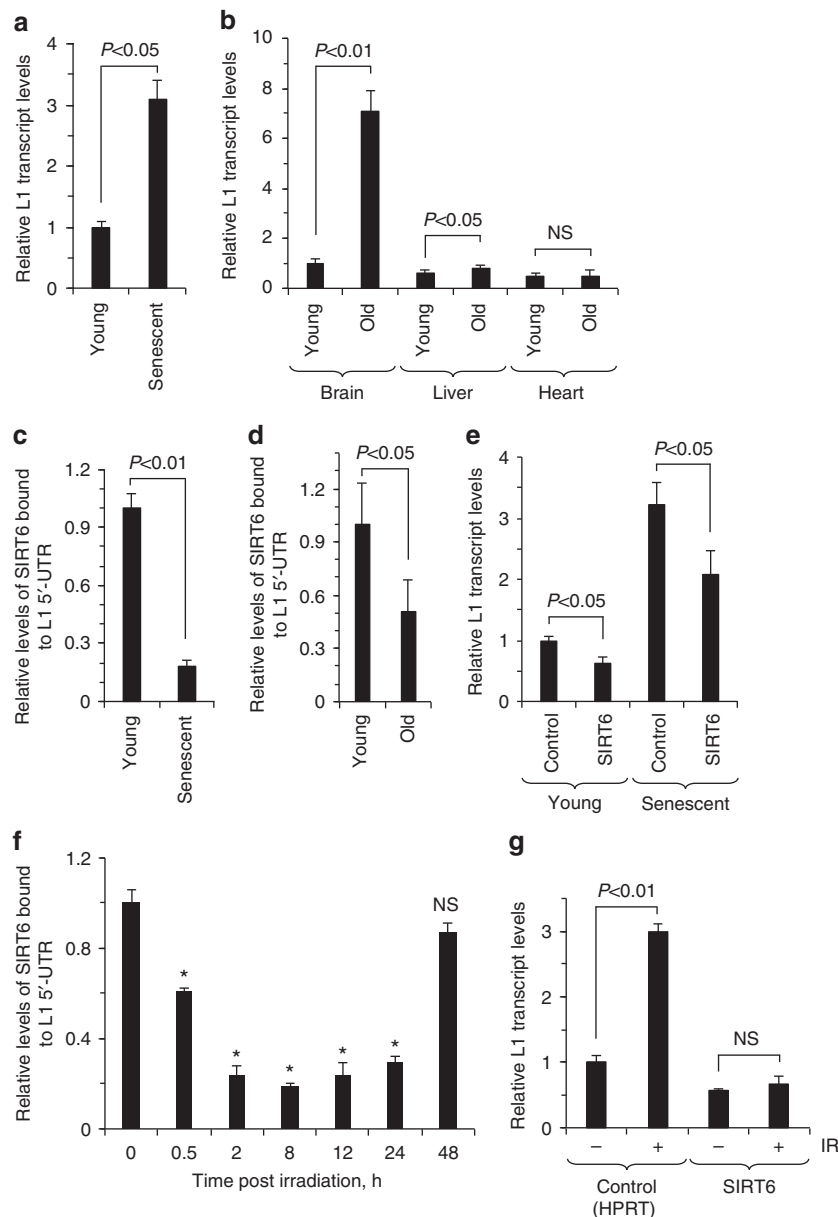 a
Relative L1 transcript levels
4
3
2
1
0
P<0.05
Young
Senescent
b
Relative L1 transcript levels
10
8
6
4
2
0
P<0.01
P<0.05
NS
Young
Old
Young
Old
Young
Old
Brain
Liver
Heart
c
Relative levels of SIRT6 bound
to L1 5′-UTR
1.2
0.9
0.6
0.3
0
P<0.01
Young
Senescent
d
Relative levels of SIRT6 bound
to L1 5′-UTR
1.2
0.9
0.6
0.3
0
P<0.05
Young
Old
e
Relative L1 transcript levels
4
3
2
1
0
P<0.05
P<0.05
Control
SIRT6
Control
SIRT6
Young
Senescent
f
Relative levels of SIRT6 bound
to L1 5′-UTR
1.2
0.8
0.4
0
*
*
*
*
*
NS
0 0.5 2 8 12 24 48
Time post irradiation, h
g
Relative L1 transcript levels
4
3
2
1
0
P<0.01
NS
– + – + IR
Control
(HPRT)
SIRT6